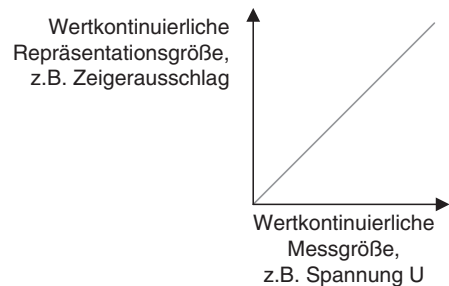 Wertkontinuierliche
Repräsentationsgröße,
z.B. Zeigerausschlag
Wertkontinuierliche
Messgröße,
z.B. Spannung U